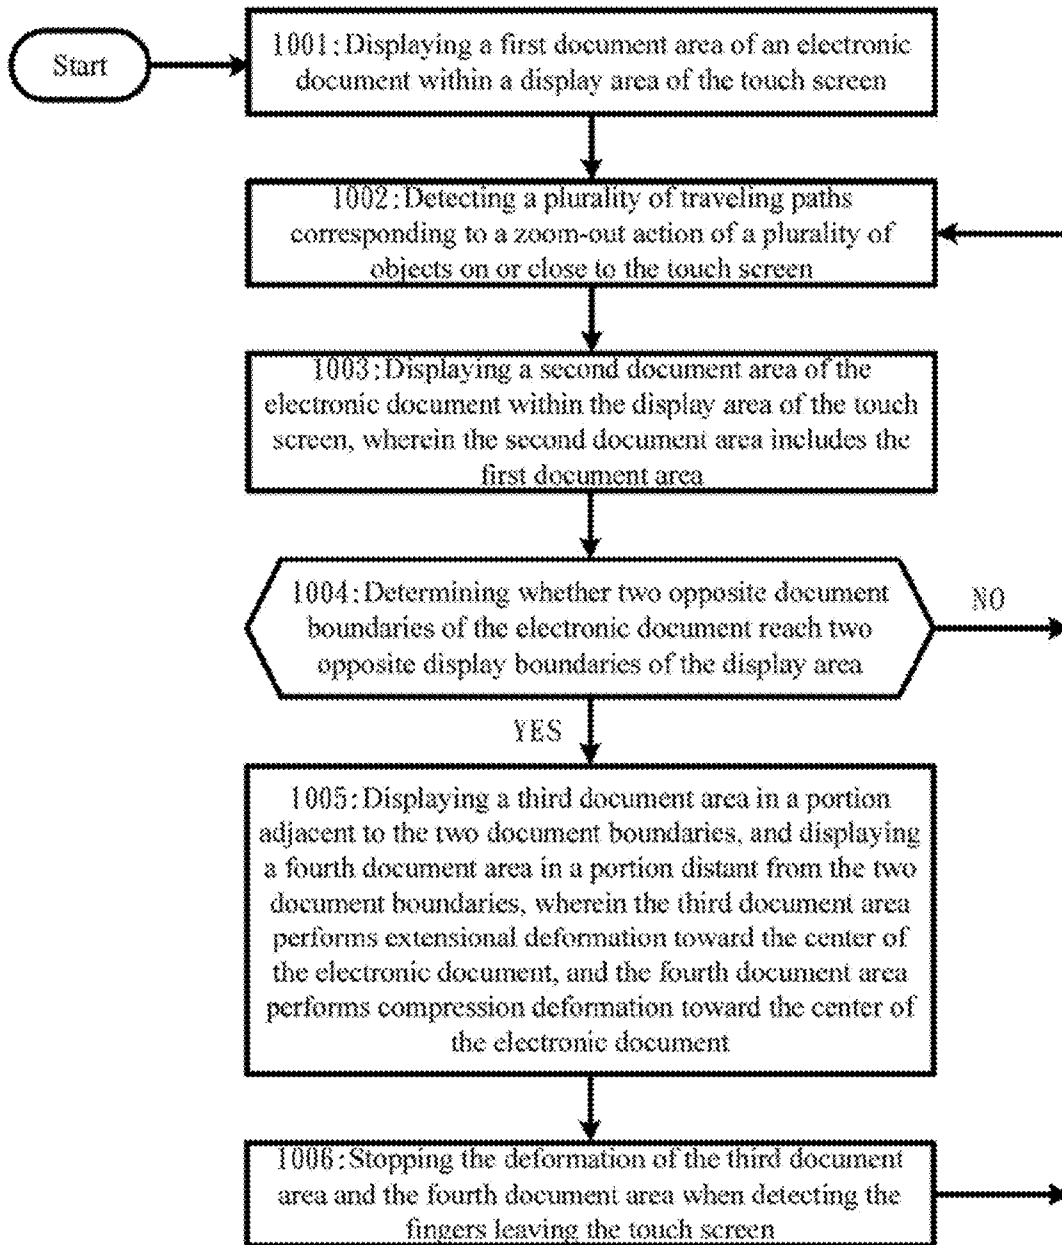 Start
1001:Displaying a first document area of an electronic
document within a display area of the touch screen
1002:Detecting a plurality of traveling paths
corresponding to a zoom-out action of a plurality of
objects on or close to the touch screen
1003:Displaying a second document area of the
electronic document within the display area of the touch
screen, wherein the second document area includes the
first document area
1004:Determining whether two opposite document
boundaries of the electronic document reach two
opposite display boundaries of the display area
NO
YES
1005:Displaying a third document area in a portion
adjacent to the two document boundaries, and displaying
a fourth document area in a portion distant from the two
document boundaries, wherein the third document area
performs extensional deformation toward the center of
the electronic document, and the fourth document area
performs compression deformation toward the center of
the electronic document
1006:Stopping the deformation of the third document
area and the fourth document area when detecting the
fingers leaving the touch screen